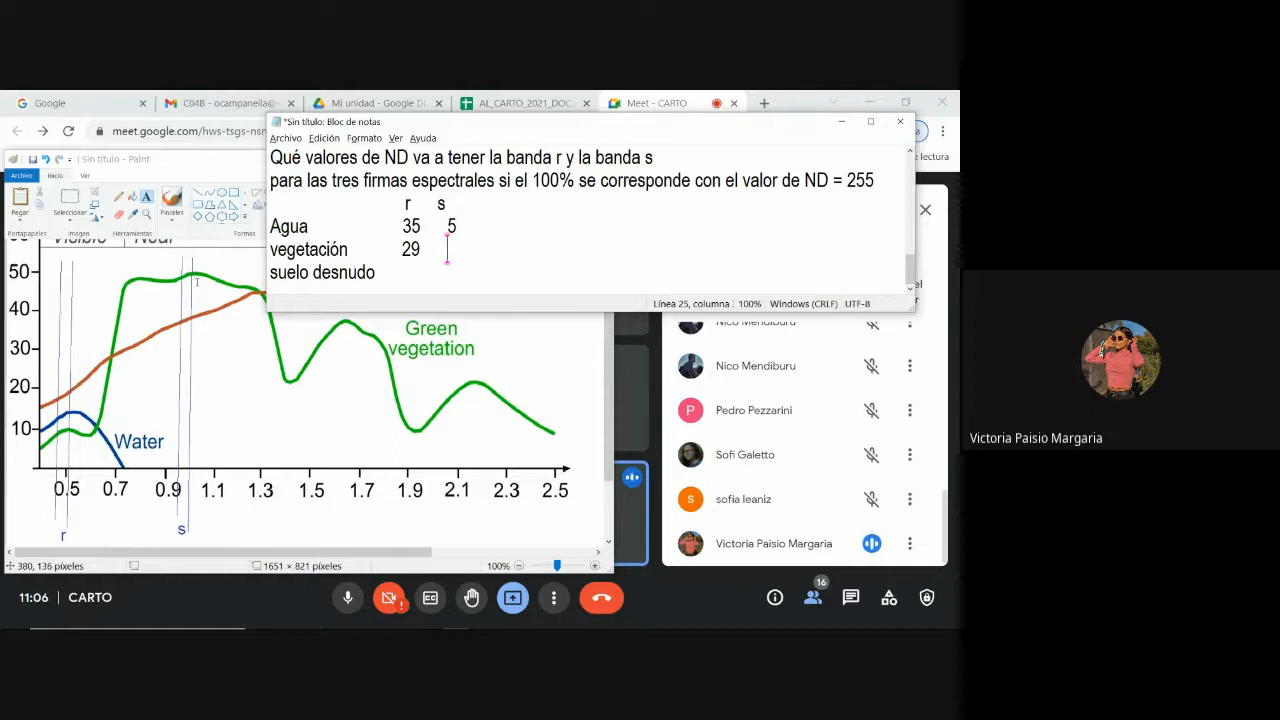 Google
C04B - ocampanella@
Mi unidad - Google D
AL_CARTO_2021_DOC
Meet - CARTO
meet.google.com/hws-tsgs-nsn
lectura
*Sin título: Bloc de notas
Archivo Edición Formato Ver Ayuda
Qué valores de ND va a tener la banda r y la banda s
para las tres firmas espectrales si el 100% se corresponde con el valor de ND = 255
r s
Agua 35 5
vegetación 29
suelo desnudo
Línea 25, columna 100% Windows (CRLF) UTF-8
Sin título - Paint
Archivo Inicio Ver
Pegar
Seleccionar
Pinceles
Portapapeles Imagen Herramientas Formas
50
40
30
20
10
Green
vegetation
Water
0.5 0.7 0.9 1.1 1.3 1.5 1.7 1.9 2.1 2.3 2.5
r
s
380, 136 píxeles 1651 × 821 píxeles 100%
Nico Mendiburu
Nico Mendiburu
Pedro Pezzarini
Sofi Galetto
sofia leaniz
Victoria Paisio Margaria
11:06 | CARTO
16
Victoria Paisio Margaria